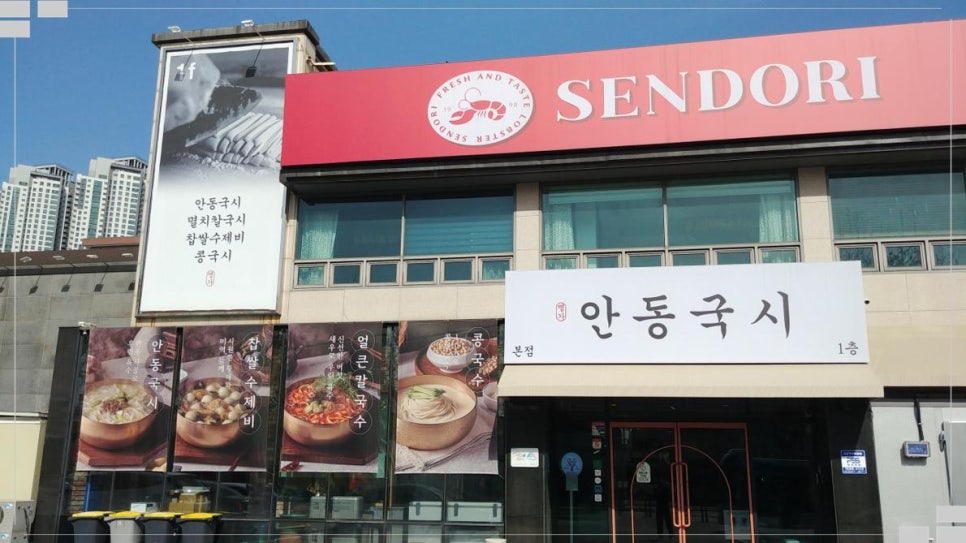 1f
안동국시
멸치칼국시
찹쌀수제비
콩국시
FRESH AND TASTE LOBSTER SENDORI
1998
SENDORI
안동국시
본점
1층
안동국시
찹쌀수제비
얼큰칼국수
콩국수